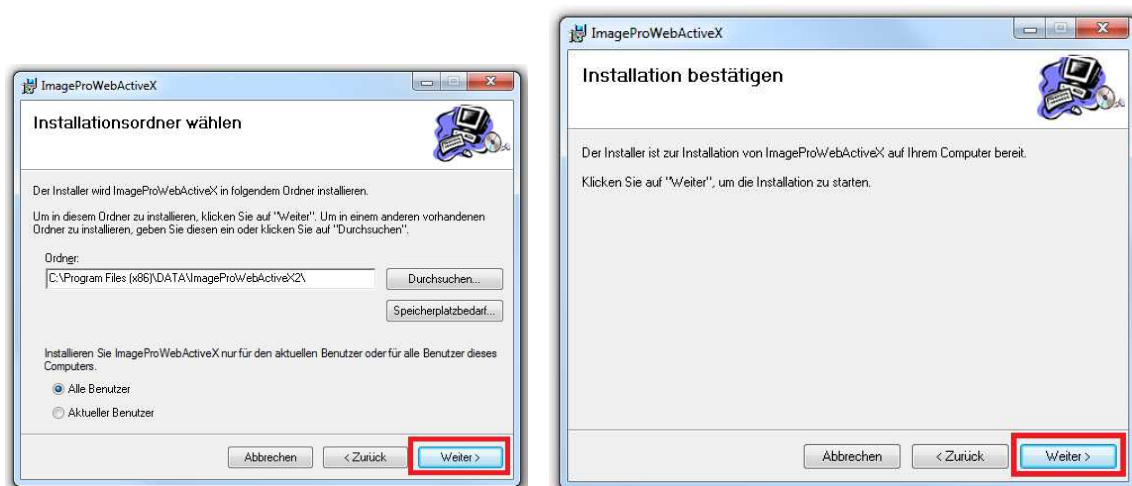 ImageProWebActiveX
Installationsordner wählen
Der Installer wird ImageProWebActiveX in folgendem Ordner installieren.
Um in diesem Ordner zu installieren, klicken Sie auf "Weiter". Um in einem anderen vorhandenen
Ordner zu installieren, geben Sie diesen ein oder klicken Sie auf "Durchsuchen".
Ordner:
C:\Program Files (x86)\DATA\ImageProWebActiveX2\
Durchsuchen...
Speicherplatzbedarf...
Installieren Sie ImageProWebActiveX nur für den aktuellen Benutzer oder für alle Benutzer dieses
Computers.
Alle Benutzer
Aktueller Benutzer
Abbrechen
< Zurück
Weiter >
ImageProWebActiveX
Installation bestätigen
Der Installer ist zur Installation von ImageProWebActiveX auf Ihrem Computer bereit.
Klicken Sie auf "Weiter", um die Installation zu starten.
Abbrechen
< Zurück
Weiter >